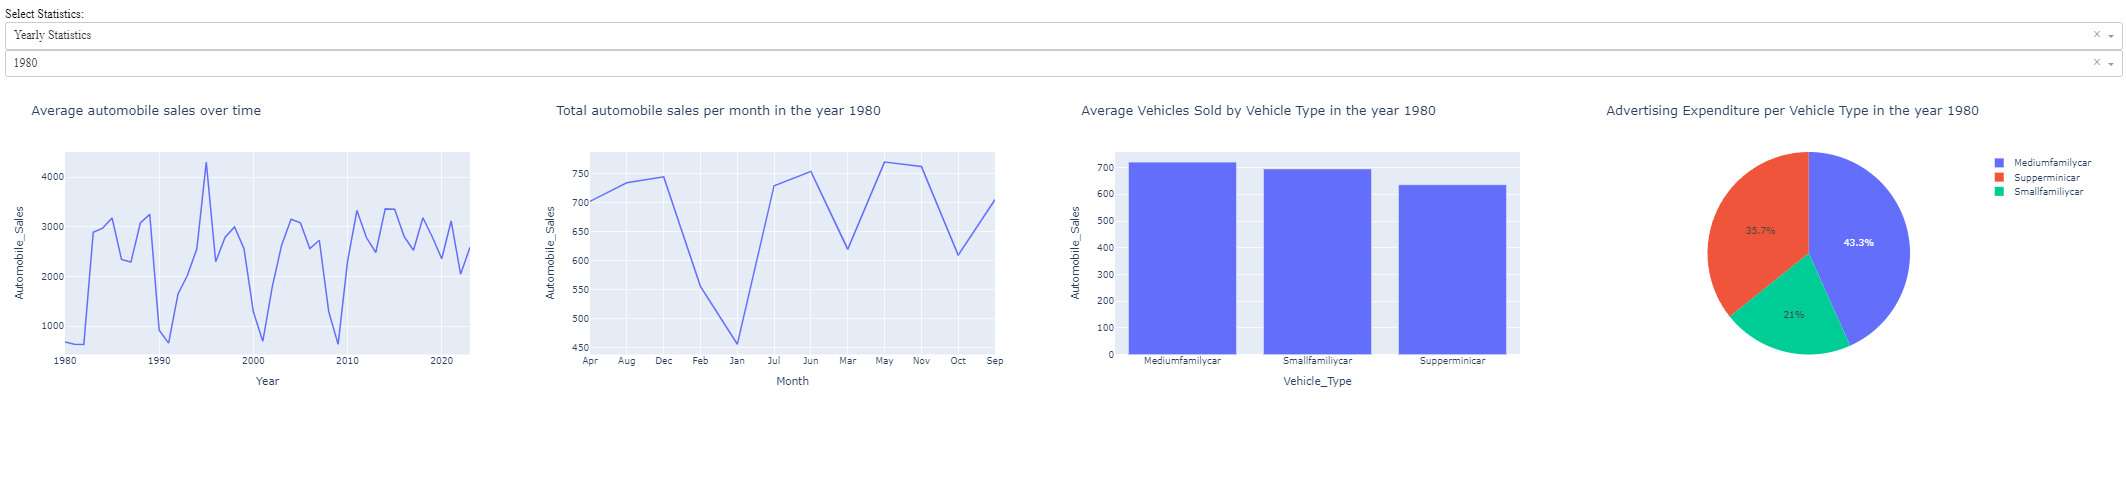 Select Statistics:
Yearly Statistics
1980
Average automobile sales over time
4000
3000
2000
1000
1980 1990 2000 2010 2020
Automobile_Sales
Year
Total automobile sales per month in the year 1980
750
700
650
600
550
500
450
Apr Aug Dec Feb Jan Jul Jun Mar May Nov Oct Sep
Automobile_Sales
Month
Average Vehicles Sold by Vehicle Type in the year 1980
700
600
500
400
300
200
100
0
Mediumfamilycar Smallfamiliycar Supperminicar
Automobile_Sales
Vehicle_Type
Advertising Expenditure per Vehicle Type in the year 1980
35.7%
43.3%
21%
Mediumfamilycar
Supperminicar
Smallfamiliycar